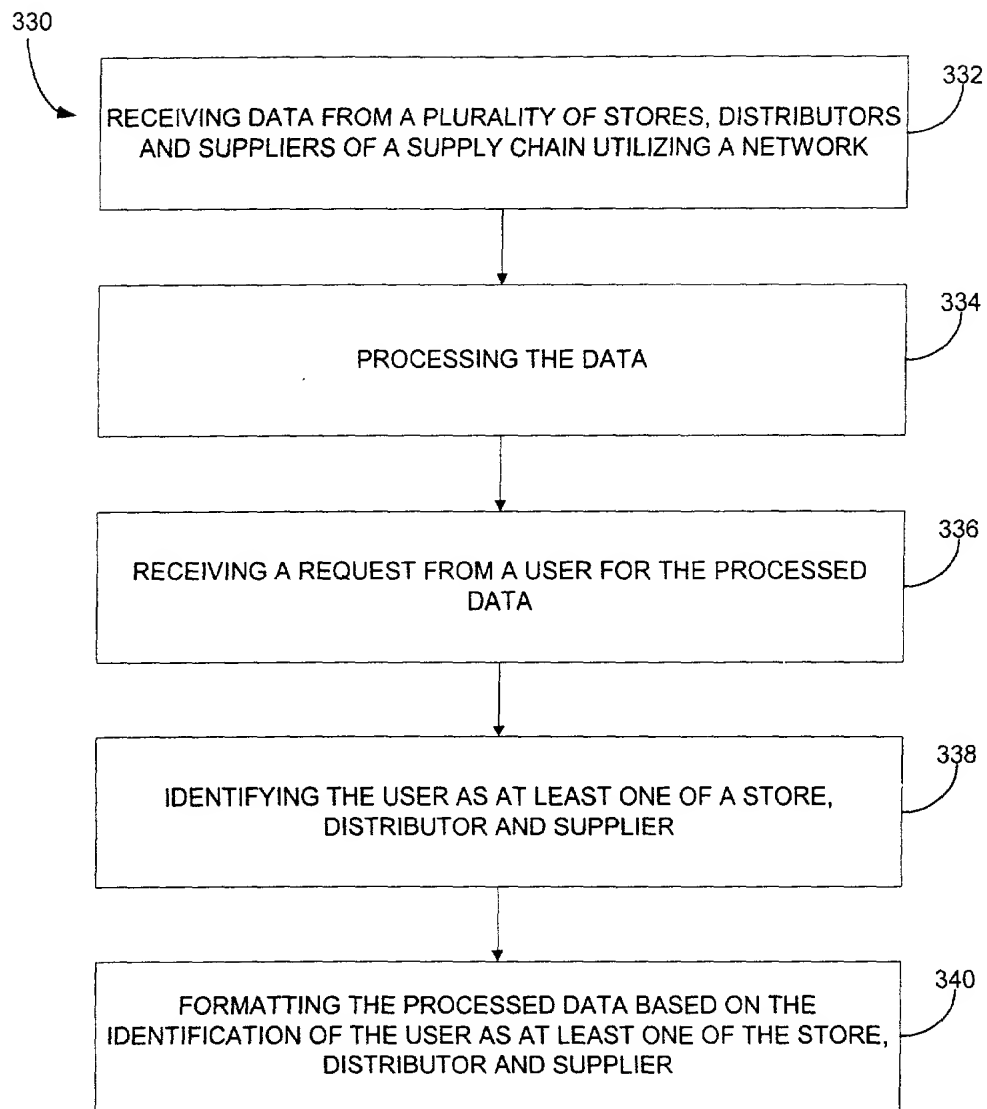 330
332
RECEIVING DATA FROM A PLURALITY OF STORES, DISTRIBUTORS
AND SUPPLIERS OF A SUPPLY CHAIN UTILIZING A NETWORK
334
PROCESSING THE DATA
336
RECEIVING A REQUEST FROM A USER FOR THE PROCESSED
DATA
338
IDENTIFYING THE USER AS AT LEAST ONE OF A STORE,
DISTRIBUTOR AND SUPPLIER
340
FORMATTING THE PROCESSED DATA BASED ON THE
IDENTIFICATION OF THE USER AS AT LEAST ONE OF THE STORE,
DISTRIBUTOR AND SUPPLIER